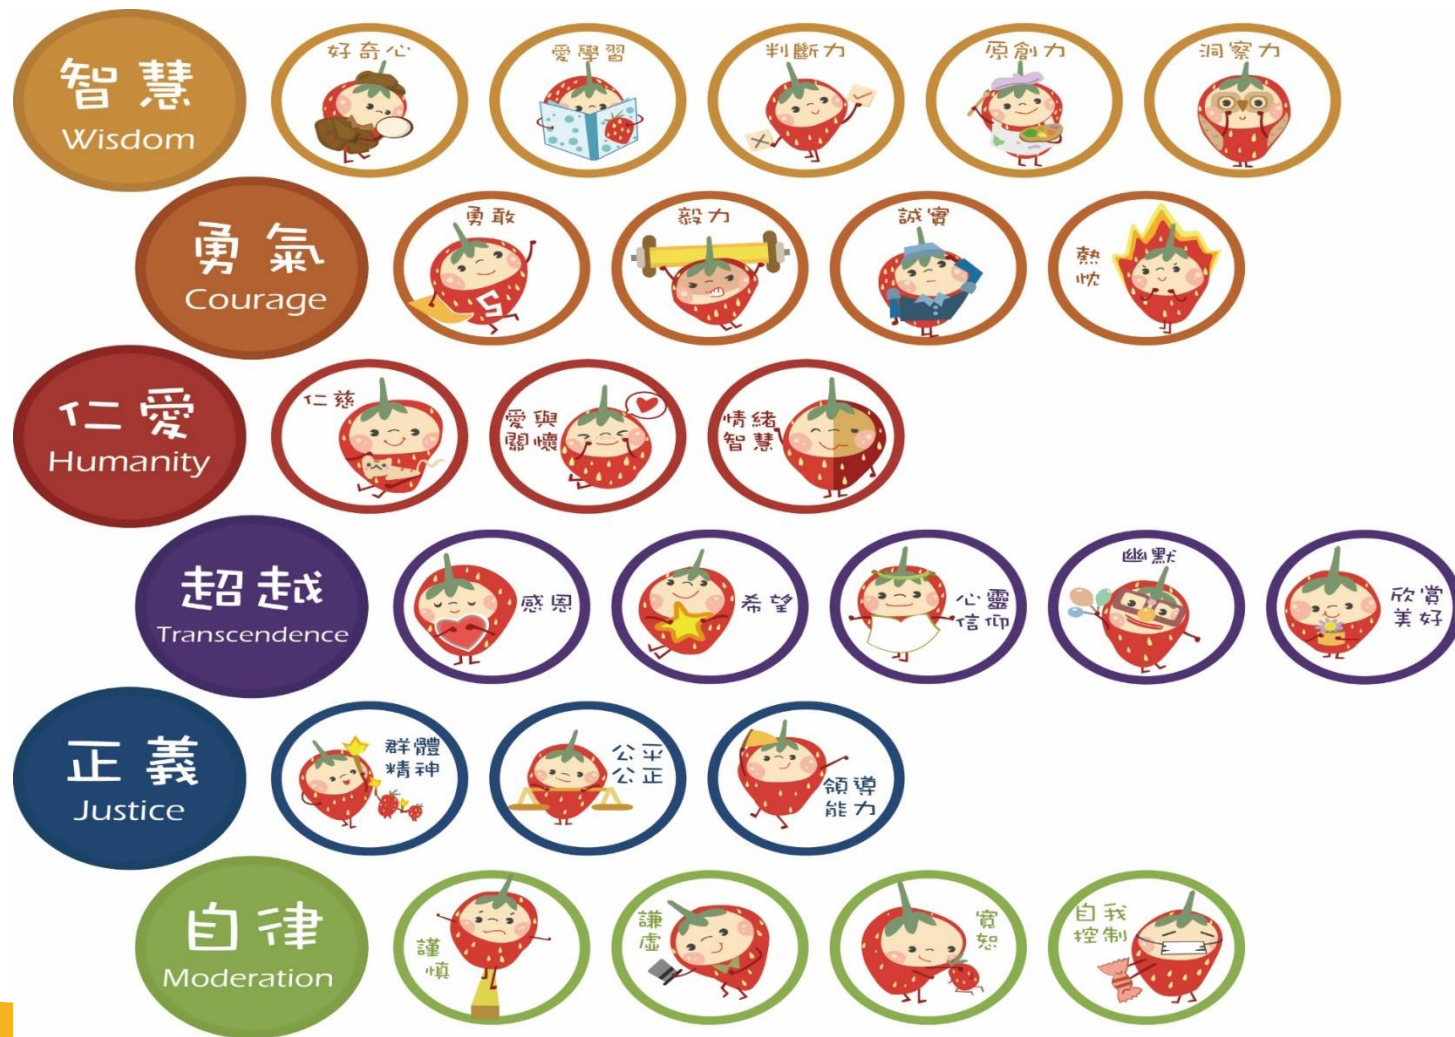 智慧
Wisdom
好奇心
愛學習
判斷力
原創力
洞察力
勇氣
Courage
勇敢
S
毅力
誠實
熱
忱
仁愛
Humanity
仁慈
愛與
關懷
情緒
智慧
超越
Transcendence
感恩
希望
心靈
信仰
幽默
欣賞
美好
正義
Justice
群體
精神
公平
公正
領導
能力
自律
Moderation
謹
慎
謙
虛
寬
恕
自我
控制